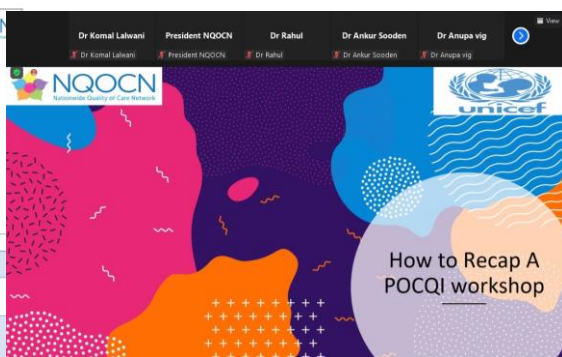 Dr Komal Lalwani
President NQOCN
Dr Rahul
Dr Ankur Sooden
Dr Anupa vig
View
Dr Komal Lalwani
President NQOCN
Dr Rahul
Dr Ankur Sooden
Dr Anupa vig
NQOCN
Nationwide Quality of Care Network
unicef
How to Recap A
POCQI workshop